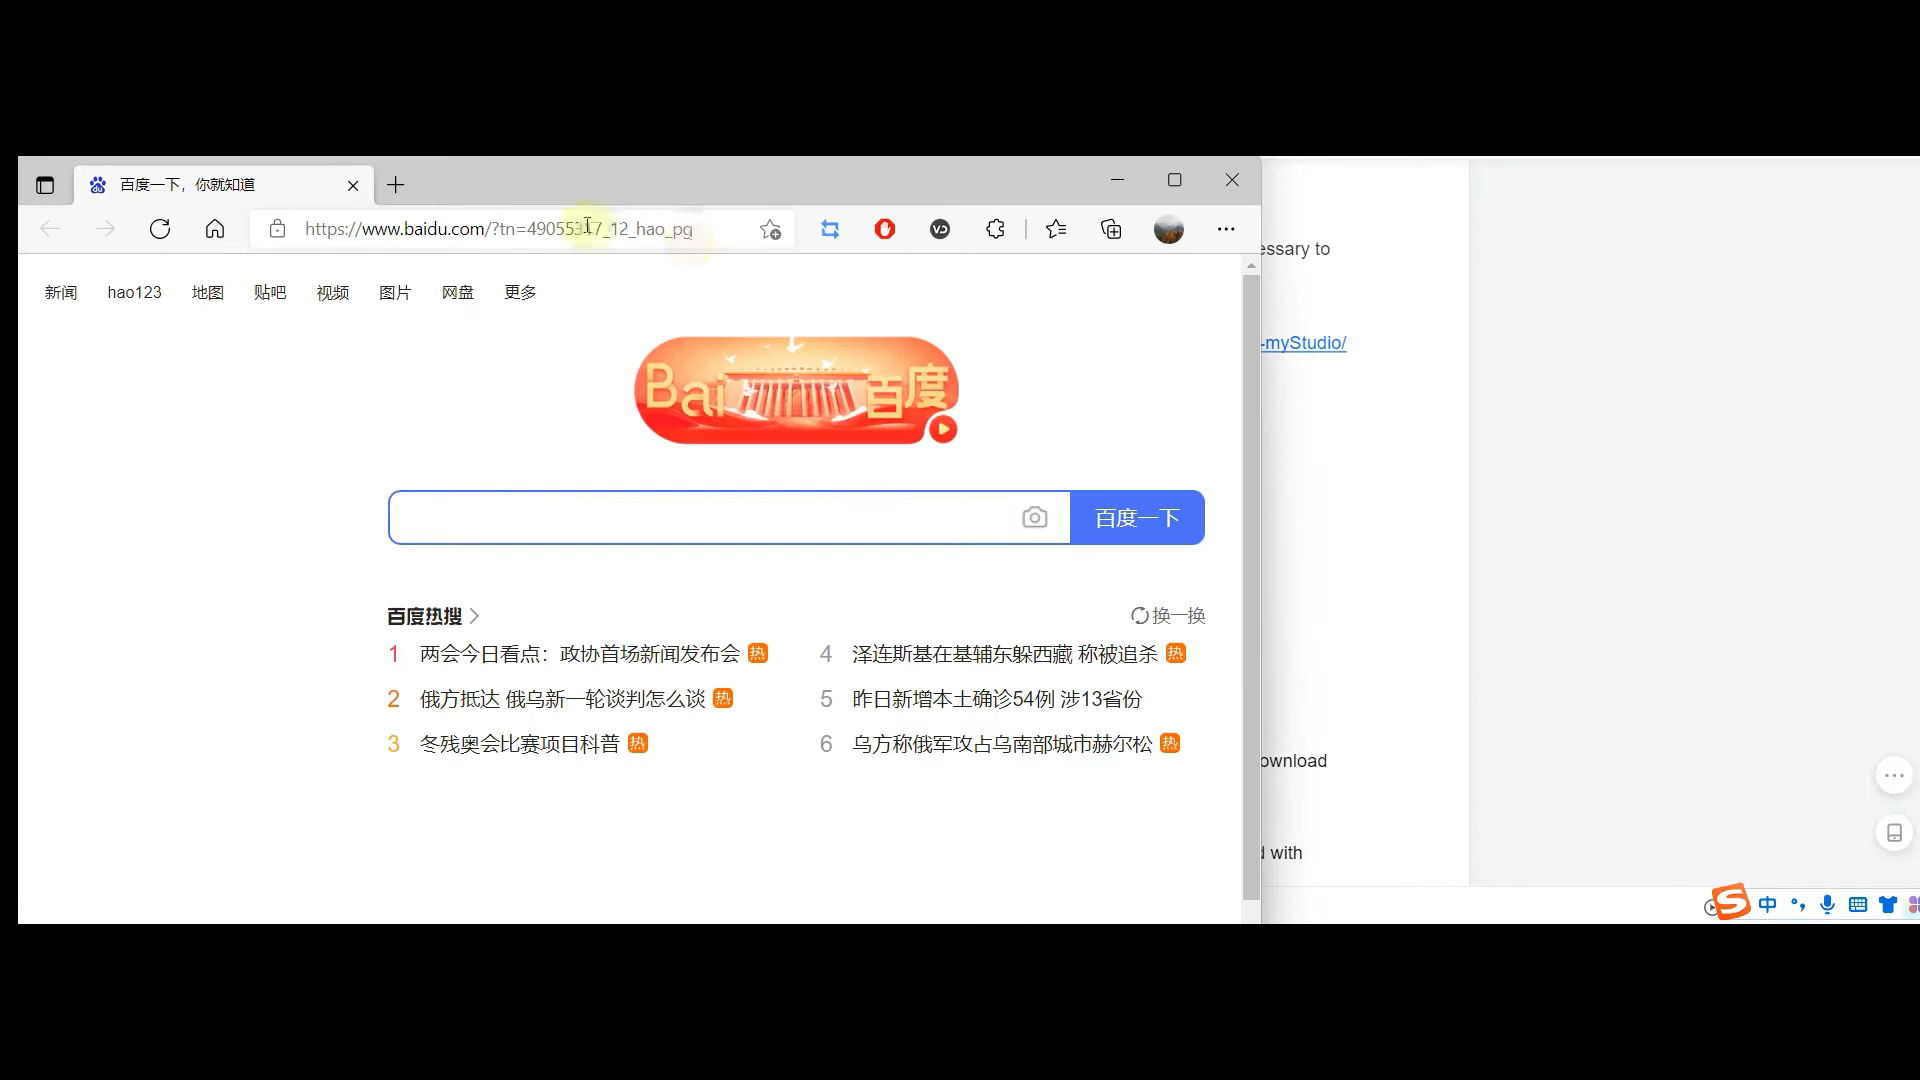 百度一下，你就知道
https://www.baidu.com/?tn=49055317_12_hao_pg
essary to
新闻 hao123 地图 贴吧 视频 图片 网盘 更多
-myStudio/
Bai 百度
百度一下
百度热搜
换一换
1 两会今日看点：政协首场新闻发布会 热
2 俄方抵达 俄乌新一轮谈判怎么谈 热
3 冬残奥会比赛项目科普 热
4 泽连斯基在基辅东躲西藏 称被追杀 热
5 昨日新增本土确诊54例 涉13省份
6 乌方称俄军攻占乌南部城市赫尔松 热
ownload
d with
中